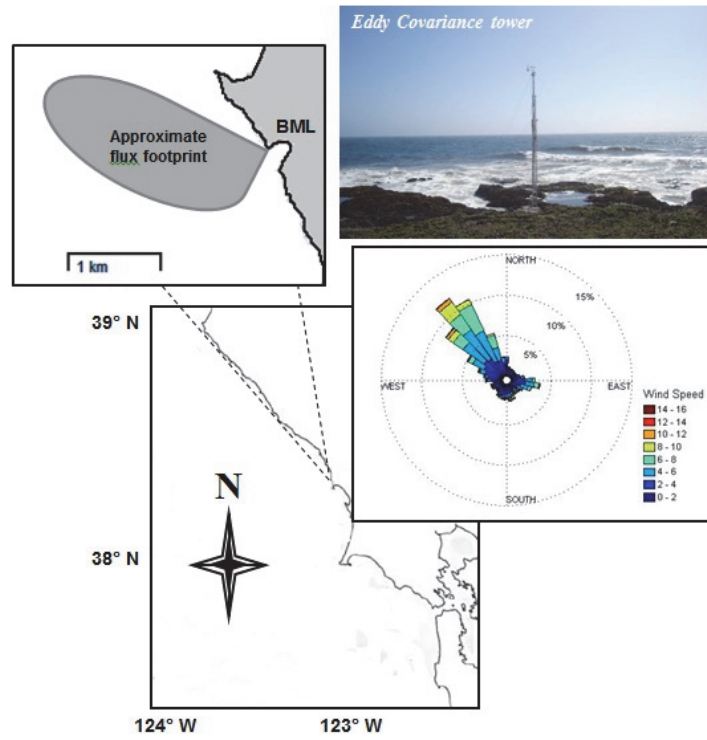 Eddy Covariance tower
Approximate
flux footprint
BML
1 km
NORTH
15%
10%
5%
WEST
EAST
SOUTH
Wind Speed
14 - 16
12 - 14
10 - 12
8 - 10
6 - 8
4 - 6
2 - 4
0 - 2
39° N
N
38° N
124° W
123° W